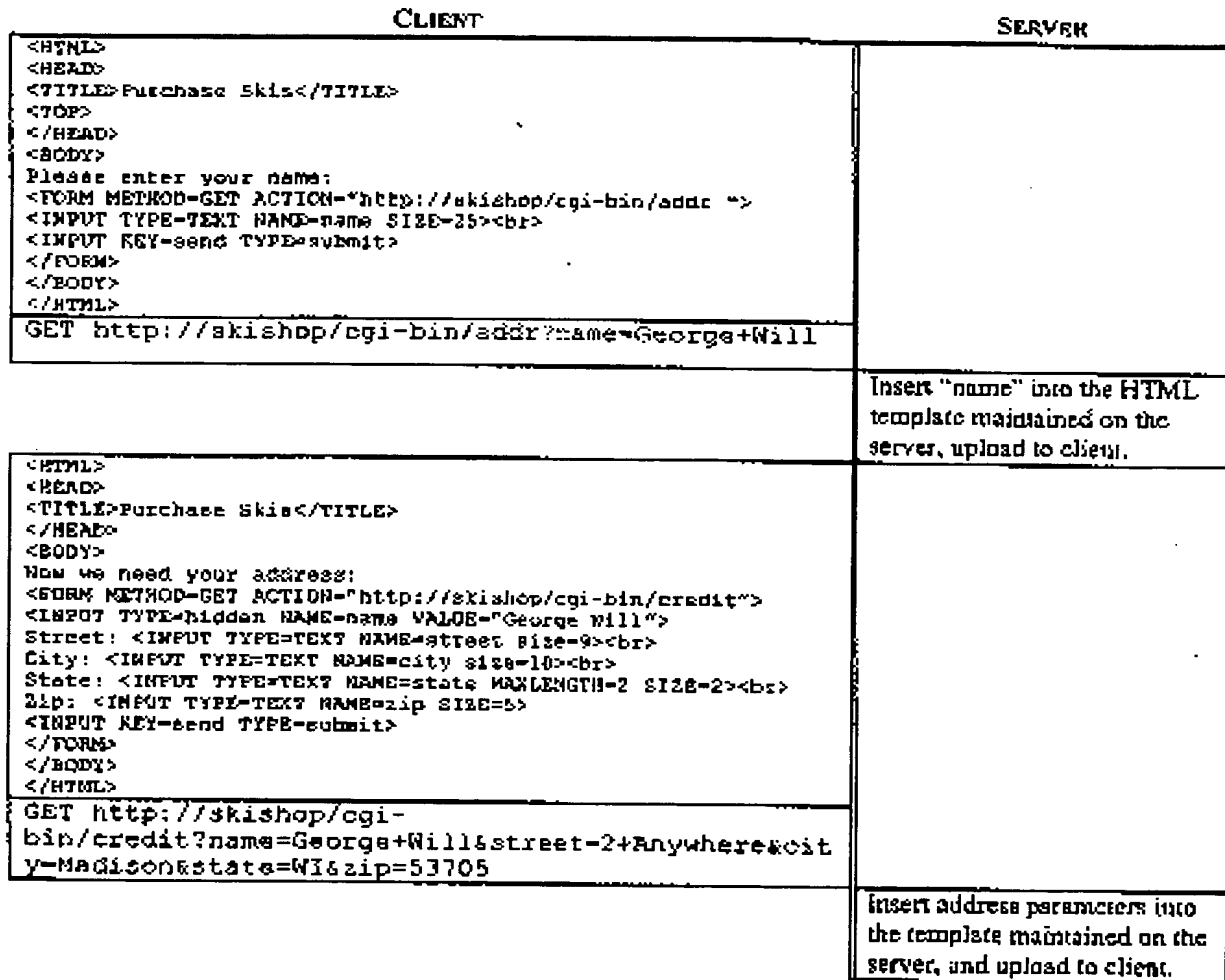 CLIENT
SERVER
<HTML>
<HEAD>
<TITLE>Purchase Skis</TITLE>
<TOP>
</HEAD>
<BODY>
Please enter your name:
<FORM METHOD=GET ACTION="http://skishop/cgi-bin/addr ">
<INPUT TYPE=TEXT NAME=name SIZE=25><br>
<INPUT KEY=send TYPE=submit>
</FORM>
</BODY>
</HTML>
GET http://skishop/cgi-bin/addr?name=George+Will
Insert "name" into the HTML
template maintained on the
server, upload to client.
<HTML>
<HEAD>
<TITLE>Purchase Skis</TITLE>
</HEAD>
<BODY>
Now we need your address:
<FORM METHOD=GET ACTION="http://skishop/cgi-bin/credit">
<INPUT TYPE=hidden NAME=name VALUE="George Will">
Street: <INPUT TYPE=TEXT NAME=street size=9><br>
City: <INPUT TYPE=TEXT NAME=city size=10><br>
State: <INPUT TYPE=TEXT NAME=state MAXLENGTH=2 SIZE=2><br>
Zip: <INPUT TYPE=TEXT NAME=zip SIZE=5>
<INPUT KEY=send TYPE=submit>
</FORM>
</BODY>
</HTML>
GET http://skishop/cgi-
bin/credit?name=George+Will&street=2+Anywhere&cit
y=Madison&state=WI&zip=53705
Insert address parameters into
the template maintained on the
server, and upload to client.